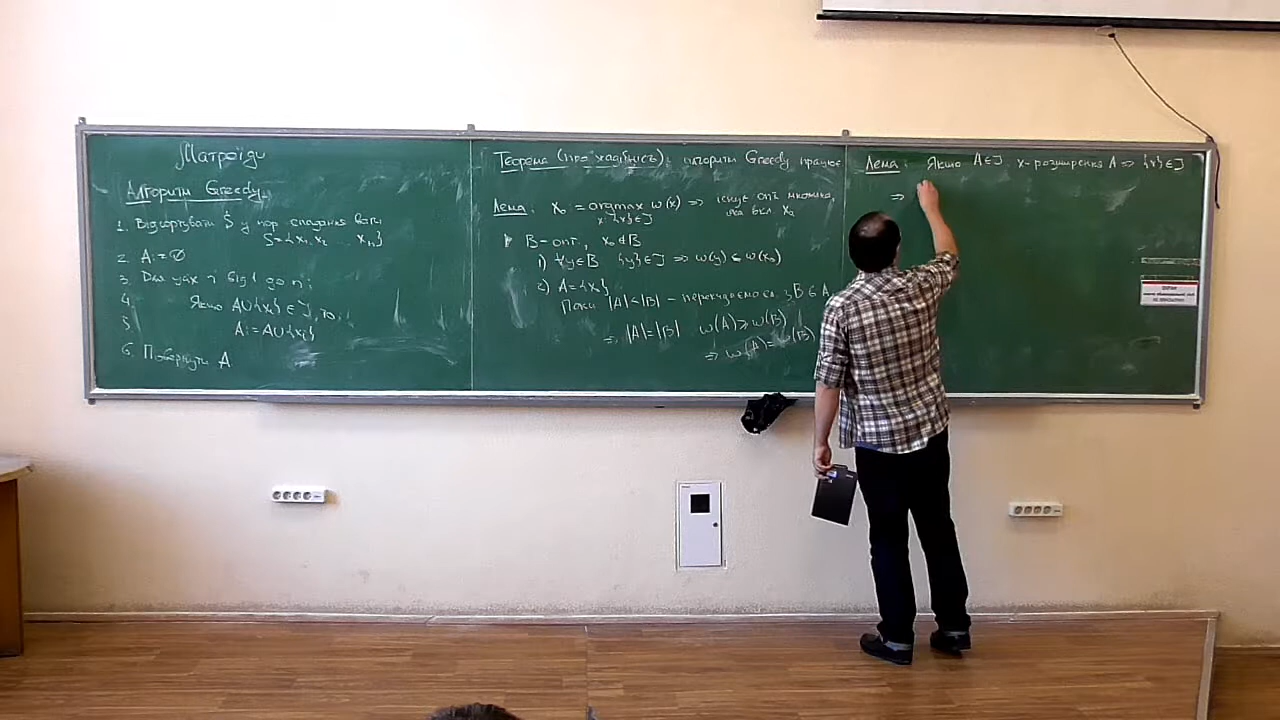 Матроїди
Алгоритм Greedy
1. Відсортувати S у пор. спадання ваги
S={x₁, x₂ ... xₙ}
2. A:=∅
3. Для усіх i від 1 до n:
4. Якщо A∪{xᵢ}∈J, то:
5. A:=A∪{xᵢ}
6. Повернути A
Теорема (про жадібність): алгоритм Greedy працює
Лема: x₀ = argmax w(x) ⇒ існує опт. множина,
x:{x}∈J
яка вкл. x₀
B-опт., x₀∉B
1) ∀y∈B {y}∈J ⇒ w(y) ≤ w(x₀)
2) A={x₀}
Поки |A|<|B| - перекидаємо ел. з B в A
⇒ |A|=|B| w(A)≥w(B)
⇒ w(A)=w(B)
Лема: Якщо A∈J, x-розширення A ⇒ {x}∈J
⇒